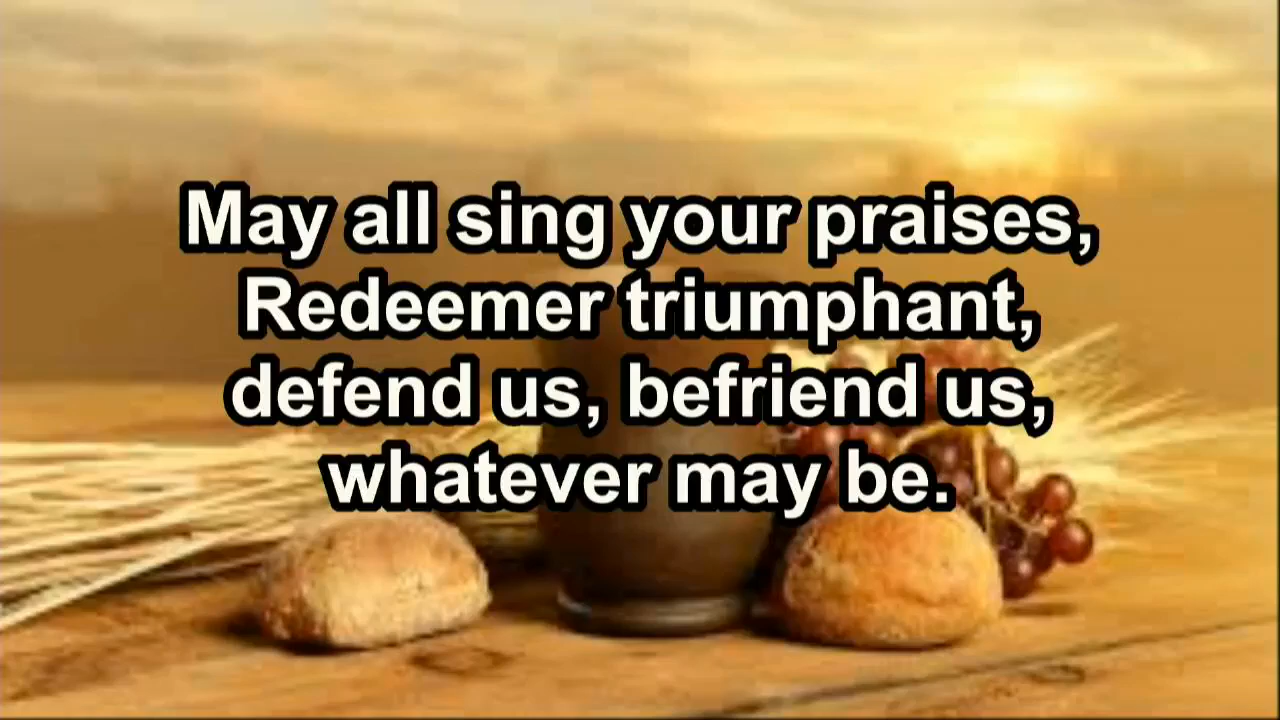 May all sing your praises,
Redeemer triumphant,
defend us, befriend us,
whatever may be.